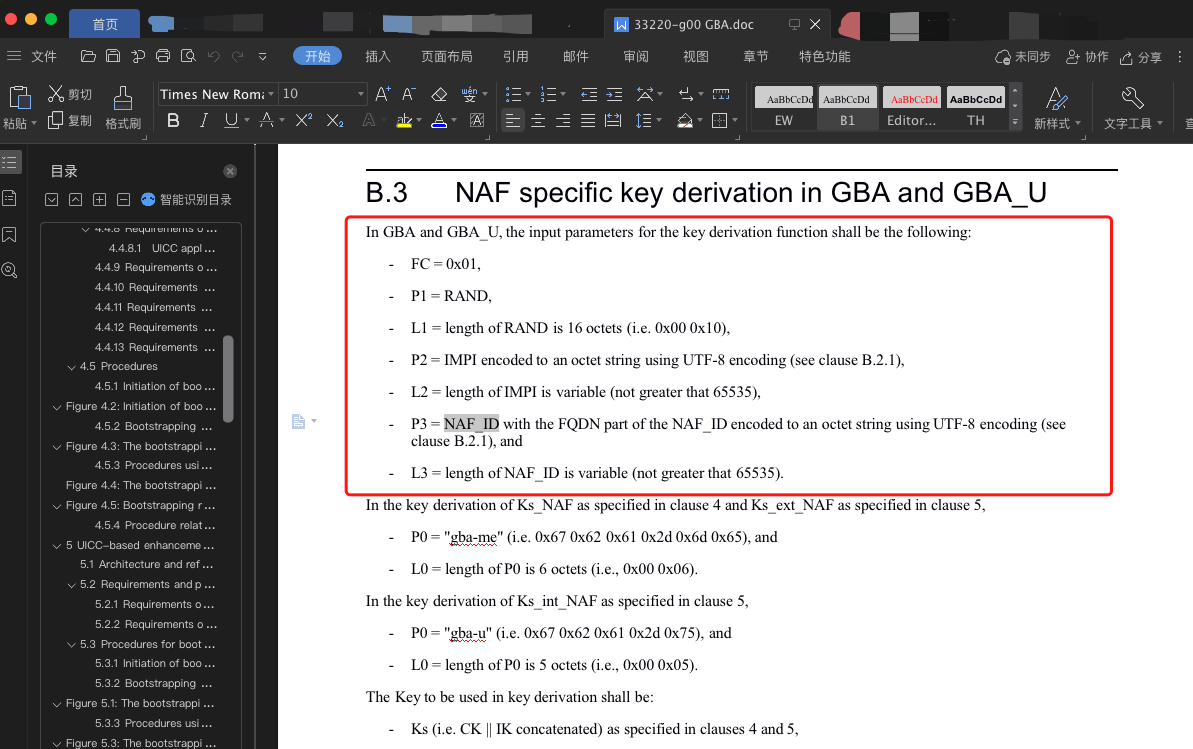 首页
33220-g00 GBA.doc
文件
开始
插入
页面布局
引用
邮件
审阅
视图
章节
特色功能
未同步
协作
分享
粘贴
剪切
复制
格式刷
Times New Roma
10
AaBbCcDd
AaBbCcDd
AaBbCcDd
AaBbCcDd
EW
B1
Editor...
TH
新样式
文字工具
目录
智能识别目录
4.4.8 Requirements o ...
4.4.8.1 UICC appl ...
4.4.9 Requirements o ...
4.4.10 Requirements ...
4.4.11 Requirements ...
4.4.12 Requirements ...
4.4.13 Requirements ...
4.5 Procedures
4.5.1 Initiation of boo ...
Figure 4.2: Initiation of boo ...
4.5.2 Bootstrapping ...
Figure 4.3: The bootstrappi ...
4.5.3 Procedures usi ...
Figure 4.4: The bootstrappi ...
Figure 4.5: Bootstrapping r ...
4.5.4 Procedure relat ...
5 UICC-based enhanceme ...
5.1 Architecture and ref ...
5.2 Requirements and p ...
5.2.1 Requirements o ...
5.2.2 Requirements o ...
5.3 Procedures for boot ...
5.3.1 Initiation of boo ...
5.3.2 Bootstrapping ...
Figure 5.1: The bootstrappi ...
5.3.3 Procedures usi ...
Figure 5.3: The bootstrappi ...
B.3 NAF specific key derivation in GBA and GBA_U
In GBA and GBA_U, the input parameters for the key derivation function shall be the following:
- FC = 0x01,
- P1 = RAND,
- L1 = length of RAND is 16 octets (i.e. 0x00 0x10),
- P2 = IMPI encoded to an octet string using UTF-8 encoding (see clause B.2.1),
- L2 = length of IMPI is variable (not greater that 65535),
- P3 = NAF_ID with the FQDN part of the NAF_ID encoded to an octet string using UTF-8 encoding (see
clause B.2.1), and
- L3 = length of NAF_ID is variable (not greater that 65535).
In the key derivation of Ks_NAF as specified in clause 4 and Ks_ext_NAF as specified in clause 5,
- P0 = "gba-me" (i.e. 0x67 0x62 0x61 0x2d 0x6d 0x65), and
- L0 = length of P0 is 6 octets (i.e., 0x00 0x06).
In the key derivation of Ks_int_NAF as specified in clause 5,
- P0 = "gba-u" (i.e. 0x67 0x62 0x61 0x2d 0x75), and
- L0 = length of P0 is 5 octets (i.e., 0x00 0x05).
The Key to be used in key derivation shall be:
- Ks (i.e. CK || IK concatenated) as specified in clauses 4 and 5,